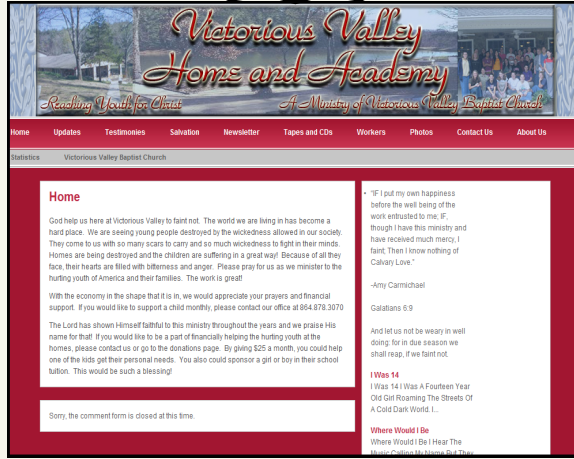 Victorious Valley
Home and Academy
Reaching Youth for Christ
A Ministry of Victorious Valley Baptist Church
Home Updates Testimonies Salvation Newsletter Tapes and CDs Workers Photos Contact Us About Us
Statistics Victorious Valley Baptist Church
Home
God help us here at Victorious Valley to faint not. The world we are living in has become a
hard place. We are seeing young people destroyed by the wickedness allowed in our society.
They come to us with so many scars to carry and so much wickedness to fight in their minds.
Homes are being destroyed and the children are suffering in a great way! Because of all they
face, their hearts are filled with bitterness and anger. Please pray for us as we minister to the
hurting youth of America and their families. The work is great!
With the economy in the shape that it is in, we would appreciate your prayers and financial
support. If you would like to support a child monthly, please contact our office at 864.878.3070
The Lord has shown Himself faithful to this ministry throughout the years and we praise His
name for that! If you would like to be a part of financially helping the hurting youth at the
homes, please contact us or go to the donations page. By giving $25 a month, you could help
one of the kids get their personal needs. You also could sponsor a girl or boy in their school
tuition. This would be such a blessing!
Sorry, the comment form is closed at this time.
"IF I put my own happiness
before the well being of the
work entrusted to me; IF,
though I have this ministry and
have received much mercy, I
faint; Then I know nothing of
Calvary Love."
-Amy Carmichael
Galatians 6:9
And let us not be weary in well
doing: for in due season we
shall reap, if we faint not.
I Was 14
I Was 14 I Was A Fourteen Year
Old Girl Roaming The Streets Of
A Cold Dark World. I...
Where Would I Be
Where Would I Be I Hear The
Music Calling My Name But They